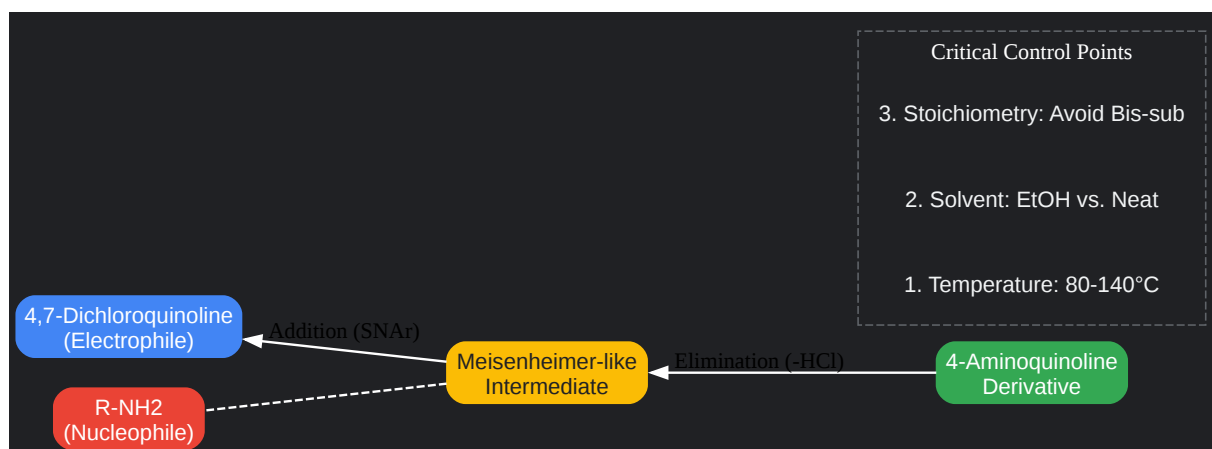 Critical Control Points
3. Stoichiometry: Avoid Bis-sub
2. Solvent: EtOH vs. Neat
1. Temperature: 80-140°C
4,7-Dichloroquinoline
(Electrophile)
Addition (SNAr)
Meisenheimer-like
Intermediate
Elimination (-HCl)
4-Aminoquinoline
Derivative
R-NH2
(Nucleophile)